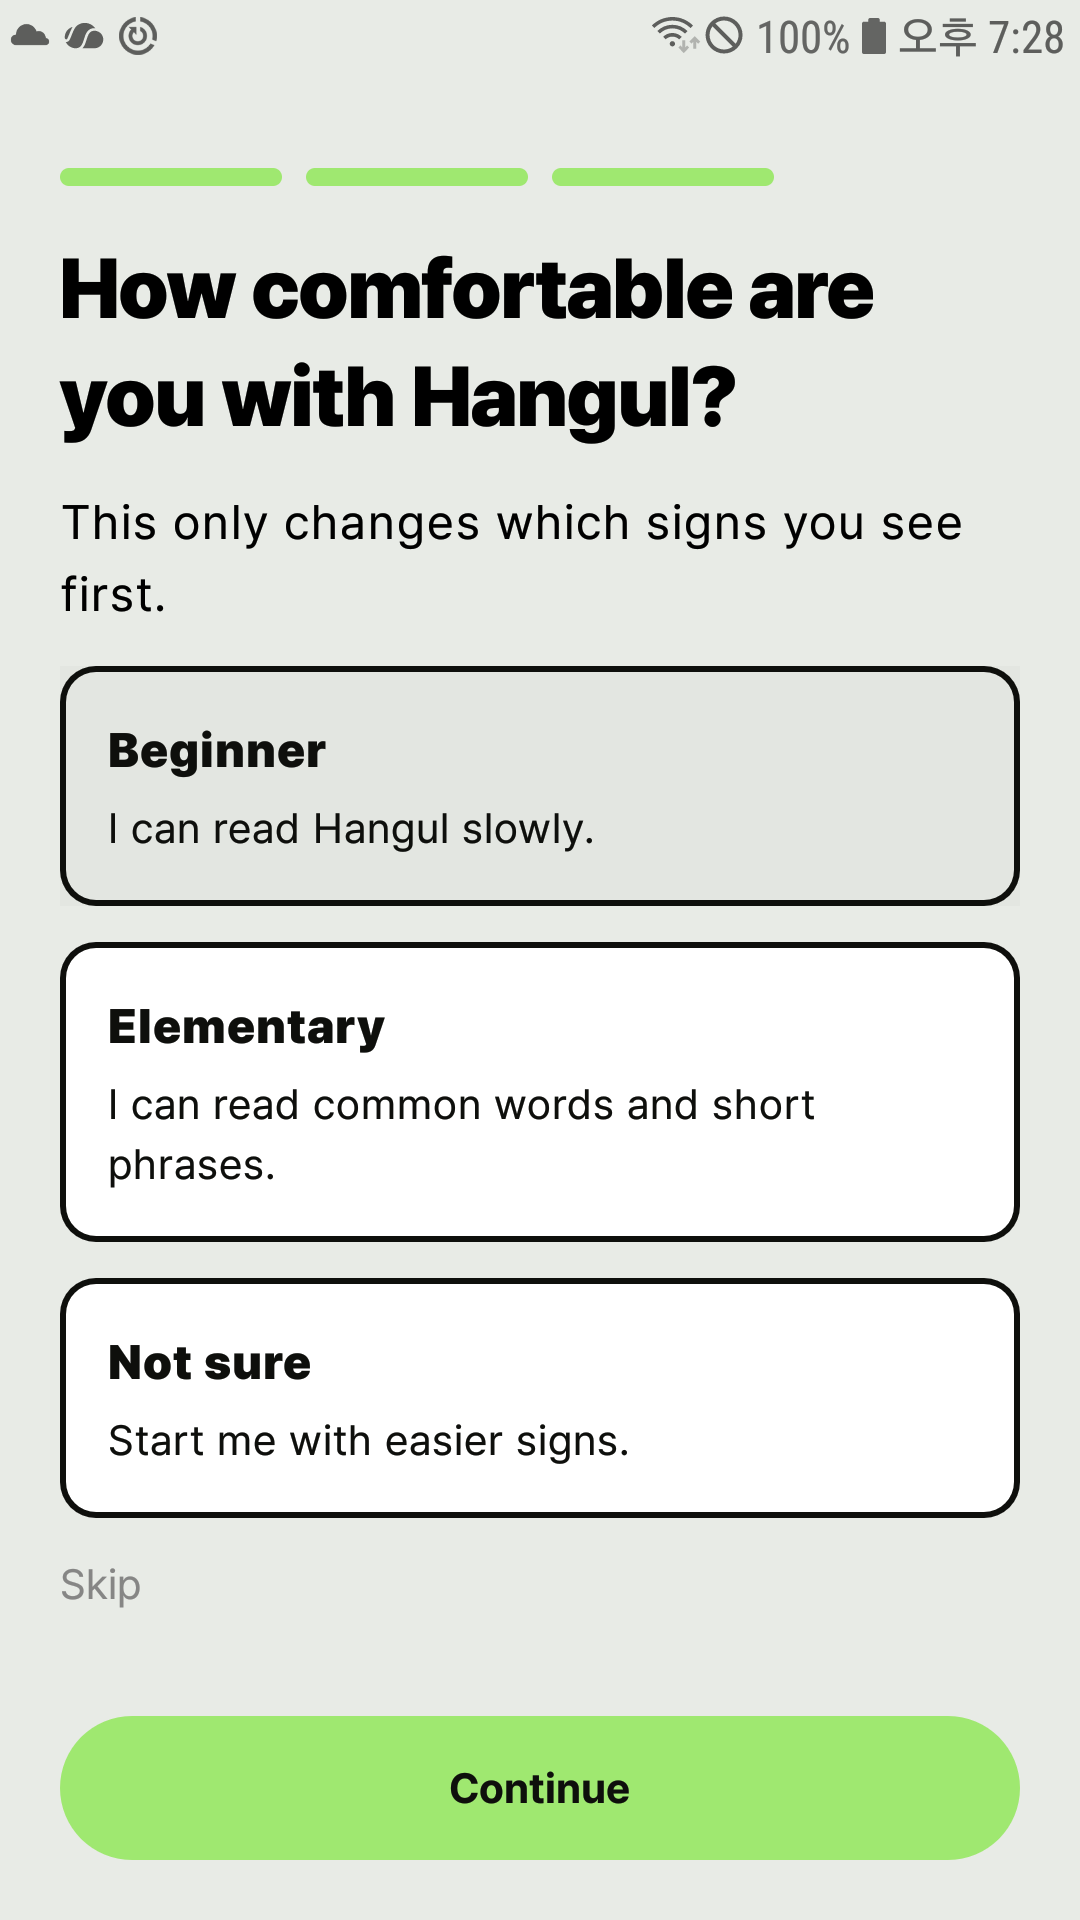 100% 오후 7:28
How comfortable are
you with Hangul?
This only changes which signs you see
first.
Beginner
I can read Hangul slowly.
Elementary
I can read common words and short
phrases.
Not sure
Start me with easier signs.
Skip
Continue